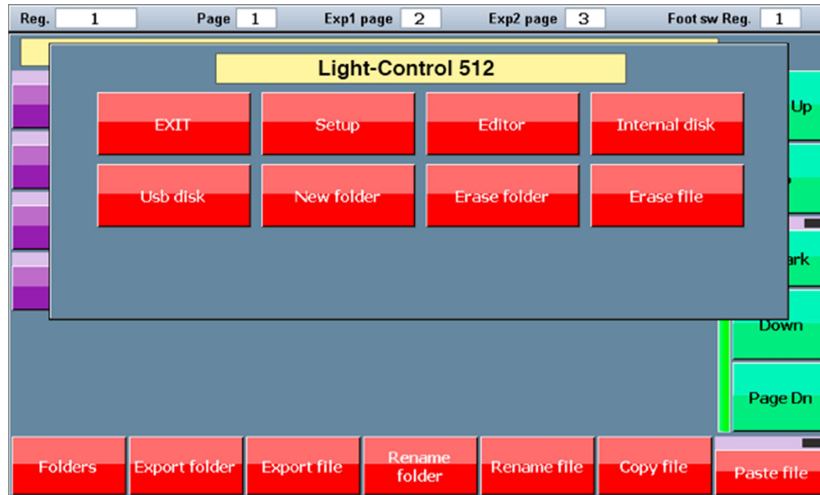 Reg. 1 Page 1 Exp1 page 2 Exp2 page 3 Foot sw Reg. 1
Light-Control 512
EXIT Setup Editor Internal disk
Up
Usb disk New folder Erase folder Erase file
Down
Page Dn
Folders Export folder Export file Rename folder Rename file Copy file Paste file